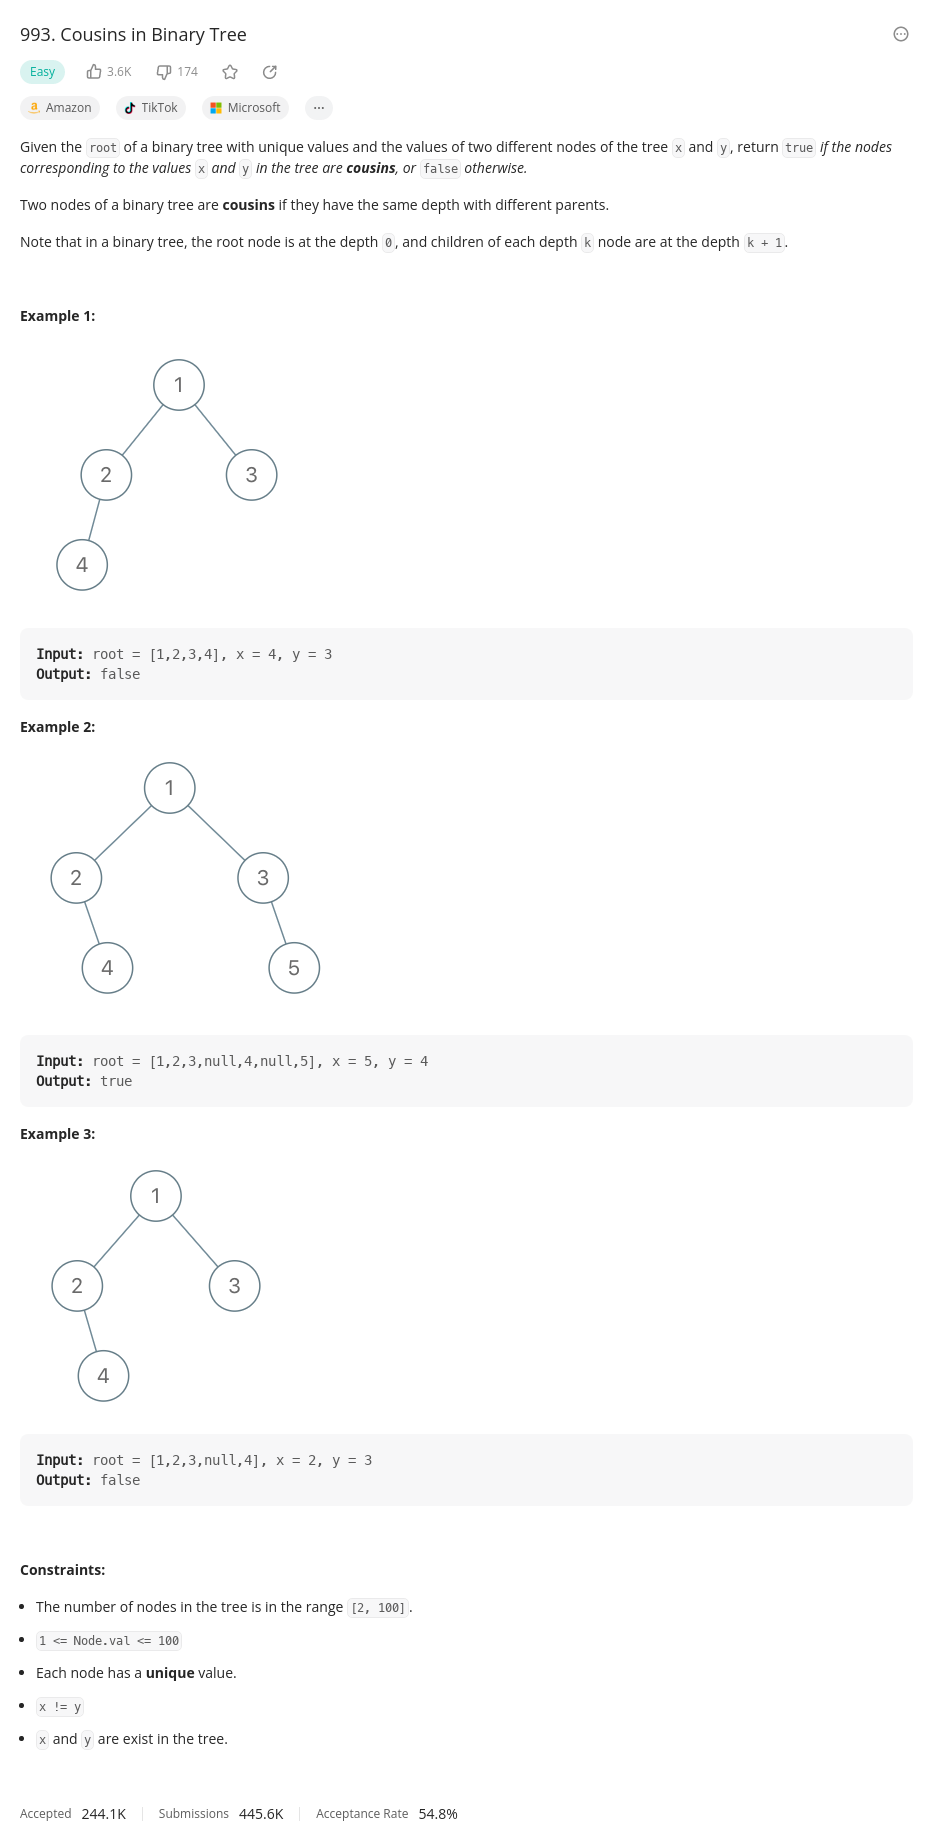 993. Cousins in Binary Tree
Easy 3.6K 174
Amazon TikTok Microsoft ...
Given the root of a binary tree with unique values and the values of two different nodes of the tree x and y, return true if the nodes
corresponding to the values x and y in the tree are cousins, or false otherwise.
Two nodes of a binary tree are cousins if they have the same depth with different parents.
Note that in a binary tree, the root node is at the depth 0, and children of each depth k node are at the depth k + 1.
Example 1:
1
2 3
4
Input: root = [1,2,3,4], x = 4, y = 3
Output: false
Example 2:
1
2 3
4 5
Input: root = [1,2,3,null,4,null,5], x = 5, y = 4
Output: true
Example 3:
1
2 3
4
Input: root = [1,2,3,null,4], x = 2, y = 3
Output: false
Constraints:
• The number of nodes in the tree is in the range [2, 100].
• 1 <= Node.val <= 100
• Each node has a unique value.
• x != y
• x and y are exist in the tree.
Accepted 244.1K Submissions 445.6K Acceptance Rate 54.8%